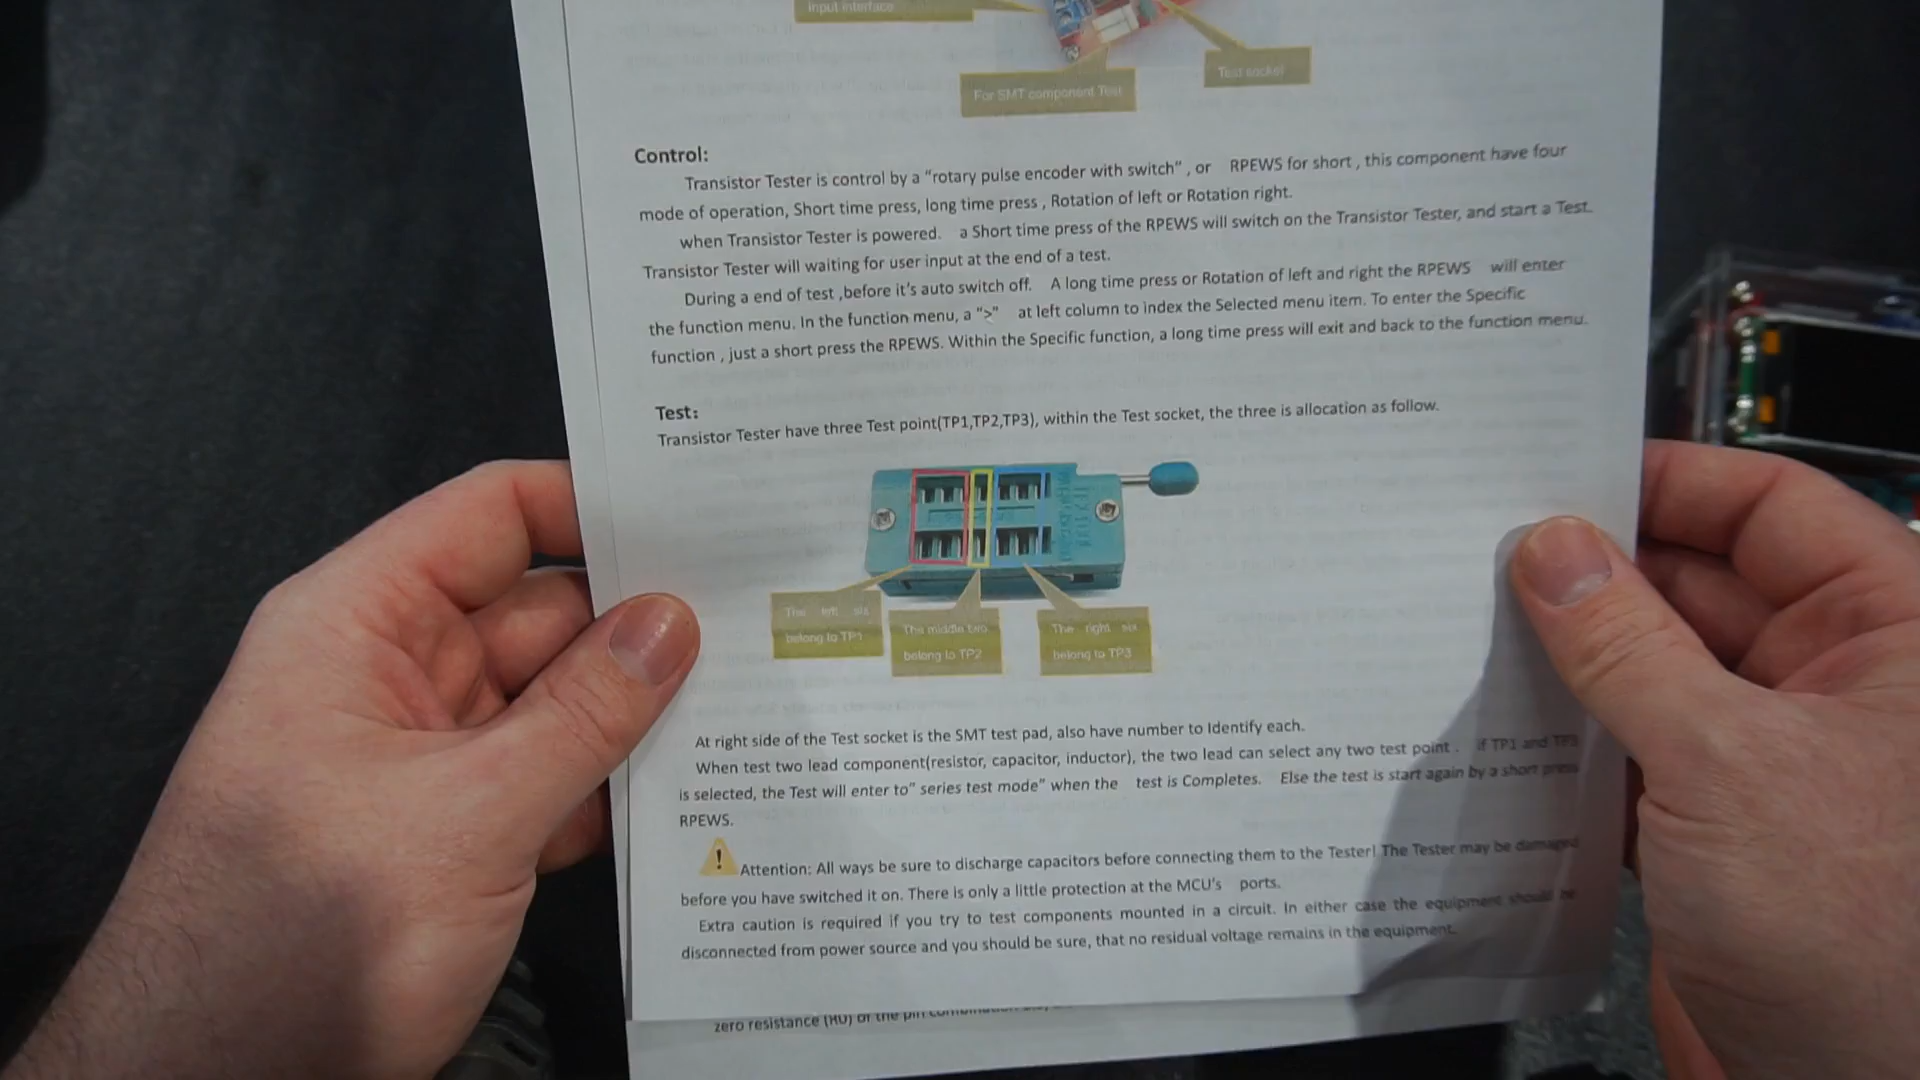 Input interface
Test socket
For SMT component Test
Control:
Transistor Tester is control by a “rotary pulse encoder with switch” , or RPEWS for short , this component have four
mode of operation, Short time press, long time press , Rotation of left or Rotation right.
when Transistor Tester is powered. a Short time press of the RPEWS will switch on the Transistor Tester, and start a Test.
Transistor Tester will waiting for user input at the end of a test.
During a end of test ,before it’s auto switch off. A long time press or Rotation of left and right the RPEWS will enter
the function menu. In the function menu, a “>” at left column to index the Selected menu item. To enter the Specific
function , just a short press the RPEWS. Within the Specific function, a long time press will exit and back to the function menu.
Test:
Transistor Tester have three Test point(TP1,TP2,TP3), within the Test socket, the three is allocation as follow.
The left six
belong to TP1
The middle two
belong to TP2
The right six
belong to TP3
At right side of the Test socket is the SMT test pad, also have number to Identify each.
When test two lead component(resistor, capacitor, inductor), the two lead can select any two test point . if TP1 and TP3
is selected, the Test will enter to” series test mode” when the test is Completes. Else the test is start again by a short press
RPEWS.
! Attention: All ways be sure to discharge capacitors before connecting them to the Tester! The Tester may be damaged
before you have switched it on. There is only a little protection at the MCU’s ports.
Extra caution is required if you try to test components mounted in a circuit. In either case the equipment should be
disconnected from power source and you should be sure, that no residual voltage remains in the equipment.
zero resistance (R0) of the pin